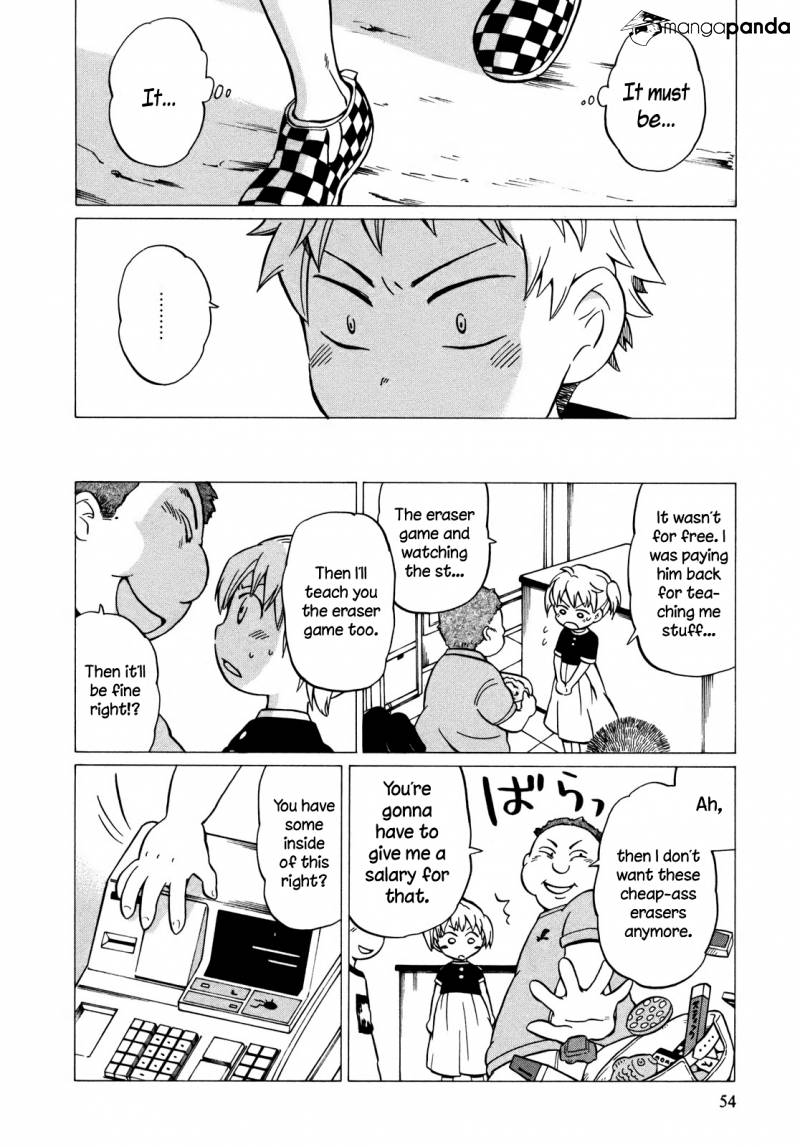 mangapanda
It must
be...
It...
.........
It wasn't
for free. I
was paying
him back
for tea-
ching me
stuff...
The eraser
game and
watching
the st...
Then I'll
teach you
the eraser
game too.
Then it'll
be fine
right!?
Ah,
then I don't
want these
cheap-ass
erasers
anymore.
ばらっ
You're
gonna
have to
give me a
salary for
that.
You have
some
inside
of this
right?
54